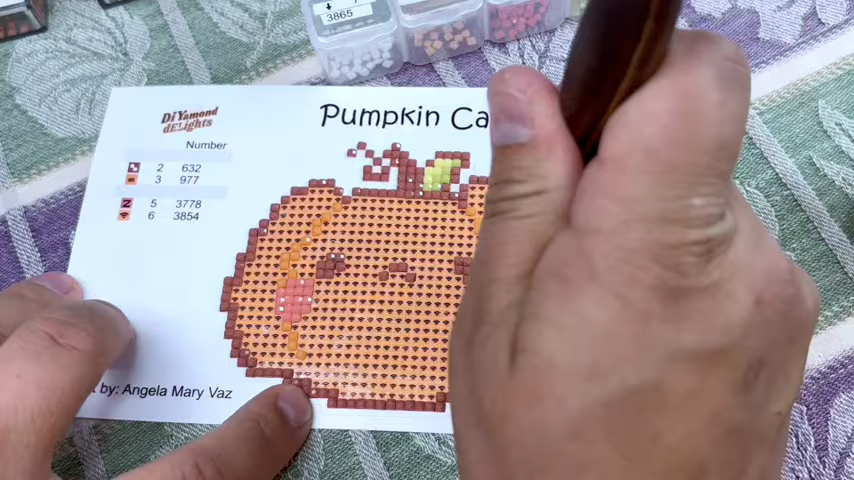 3865
DiYamond
dELights
Pumpkin Ca
Number
2 632
3 977
Z 5 3778
6 3854
t by: Angela Mary Vaz